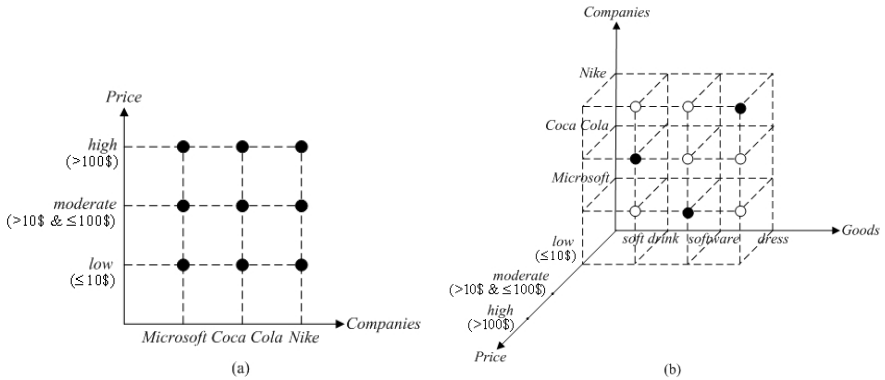 Price
high
(>100$)
moderate
(>10$ & ≤100$)
low
(≤10$)
Microsoft Coca Cola Nike
Companies
(a)
Companies
Nike
Coca Cola
Microsoft
low
(≤10$)
soft drink software dress
Goods
moderate
(>10$ & ≤100$)
high
(>100$)
Price
(b)